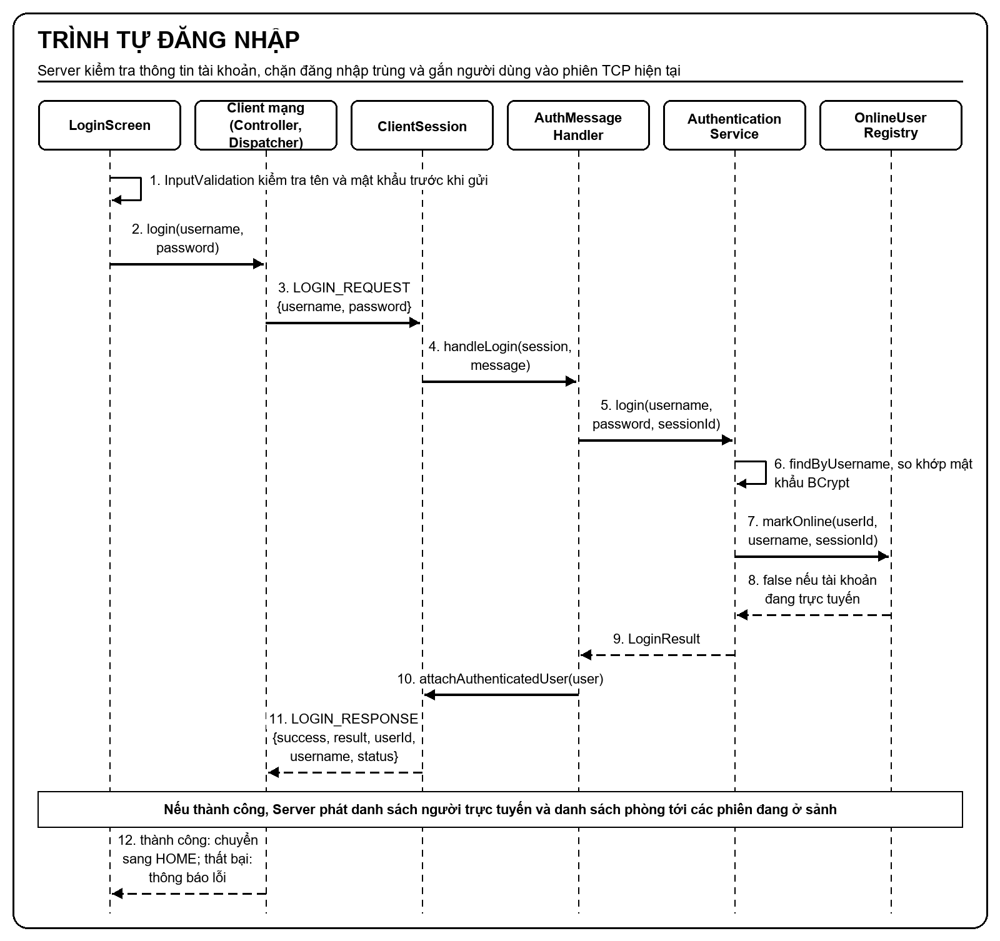 TRÌNH TỰ ĐĂNG NHẬP
Server kiểm tra thông tin tài khoản, chặn đăng nhập trùng và gắn người dùng vào phiên TCP hiện tại
LoginScreen
Client mạng
(Controller,
Dispatcher)
ClientSession
AuthMessage
Handler
Authentication
Service
OnlineUser
Registry
1. InputValidation kiểm tra tên và mật khẩu trước khi gửi
2. login(username,
password)
3. LOGIN_REQUEST
{username, password}
4. handleLogin(session,
message)
5. login(username,
password, sessionId)
6. findByUsername, so khớp mật
khẩu BCrypt
7. markOnline(userId,
username, sessionId)
8. false nếu tài khoản
đang trực tuyến
9. LoginResult
10. attachAuthenticatedUser(user)
11. LOGIN_RESPONSE
{success, result, userId,
username, status}
Nếu thành công, Server phát danh sách người trực tuyến và danh sách phòng tới các phiên đang ở sảnh
12. thành công: chuyển
sang HOME; thất bại:
thông báo lỗi